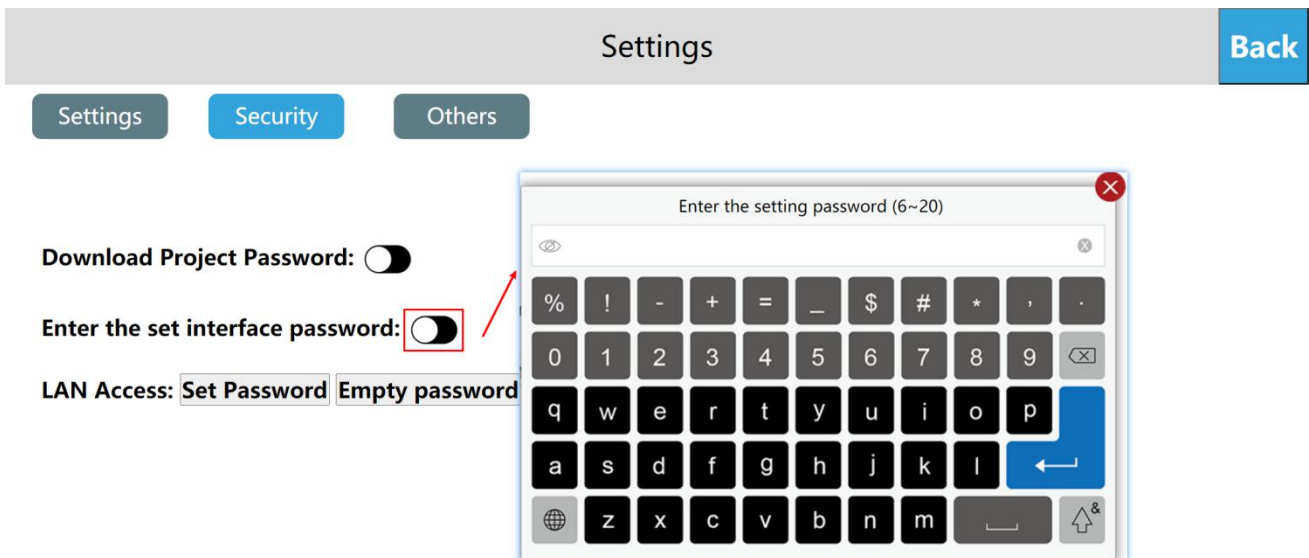 Settings
Back
Settings Security Others
Enter the setting password (6~20)
Download Project Password:
Enter the set interface password:
LAN Access: Set Password Empty password
% ! - + = _ $ # * , .
0 1 2 3 4 5 6 7 8 9
q w e r t y u i o p
a s d f g h j k l
z x c v b n m &